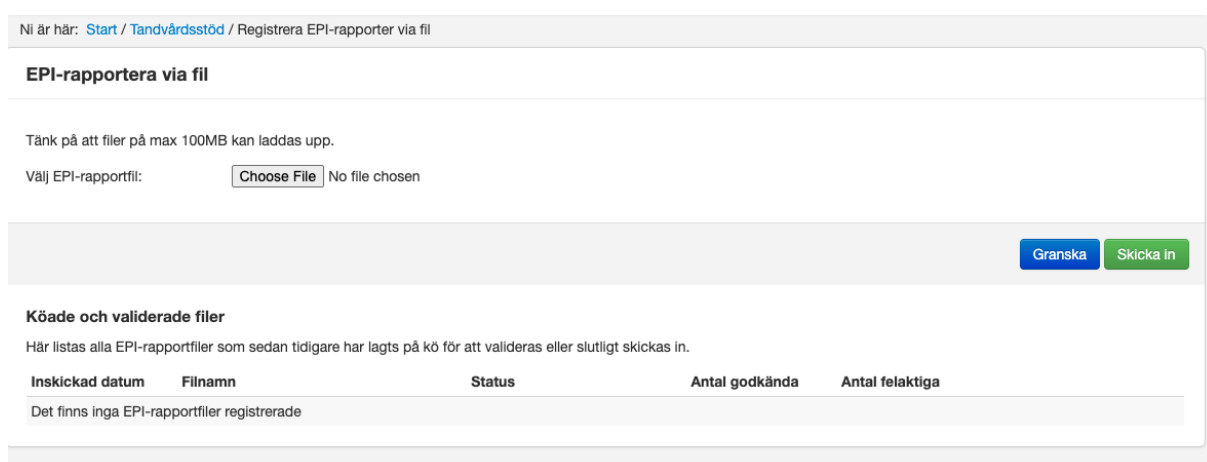 Ni är här: Start / Tandvårdsstöd / Registrera EPI-rapporter via fil
EPI-rapportera via fil
Tänk på att filer på max 100MB kan laddas upp.
Välj EPI-rapportfil: Choose File No file chosen
Granska Skicka in
Köade och validerade filer
Här listas alla EPI-rapportfiler som sedan tidigare har lagts på kö för att valideras eller slutligt skickas in.
Inskickad datum Filnamn Status Antal godkända Antal felaktiga
Det finns inga EPI-rapportfiler registrerade